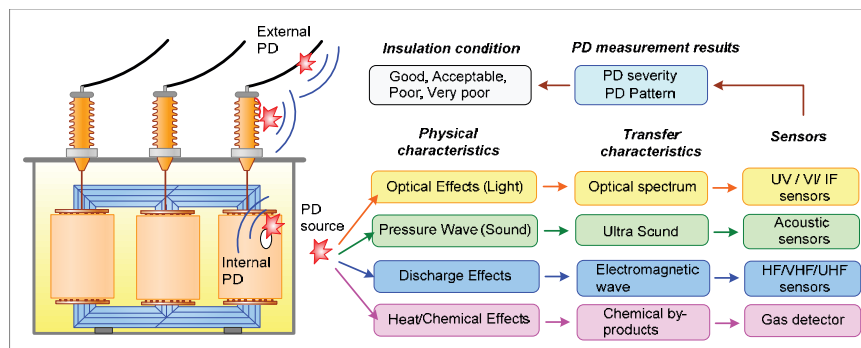 External
PD
Internal
PD
PD
source
Insulation condition
PD measurement results
Good, Acceptable,
Poor, Very poor
PD severity
PD Pattern
Physical
characteristics
Transfer
characteristics
Sensors
Optical Effects (Light)
Optical spectrum
UV / VI/ IF
sensors
Pressure Wave (Sound)
Ultra Sound
Acoustic
sensors
Discharge Effects
Electromagnetic
wave
HF/VHF/UHF
sensors
Heat/Chemical Effects
Chemical by-
products
Gas detector